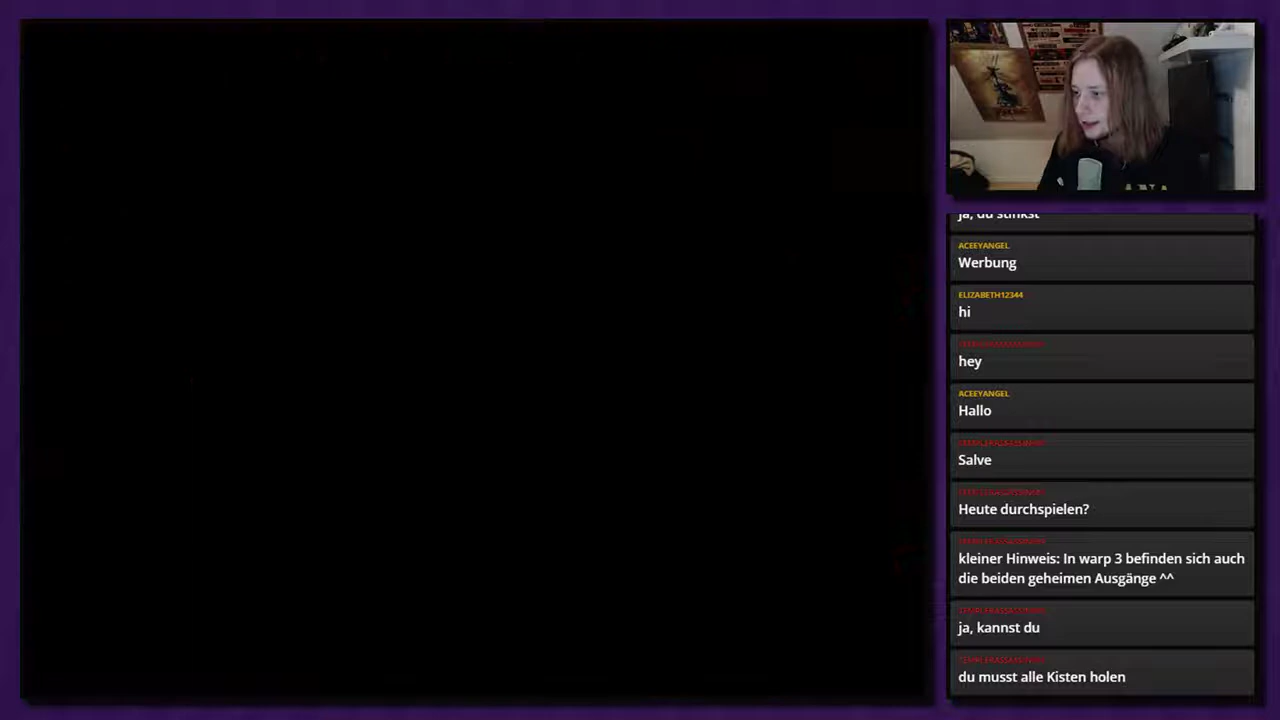 ja, du stinkst
ACEEYANGEL
Werbung
ELIZABETH12344
hi
hey
ACEEYANGEL
Hallo
Salve
Heute durchspielen?
kleiner Hinweis: In warp 3 befinden sich auch
die beiden geheimen Ausgänge ^^
ja, kannst du
du musst alle Kisten holen